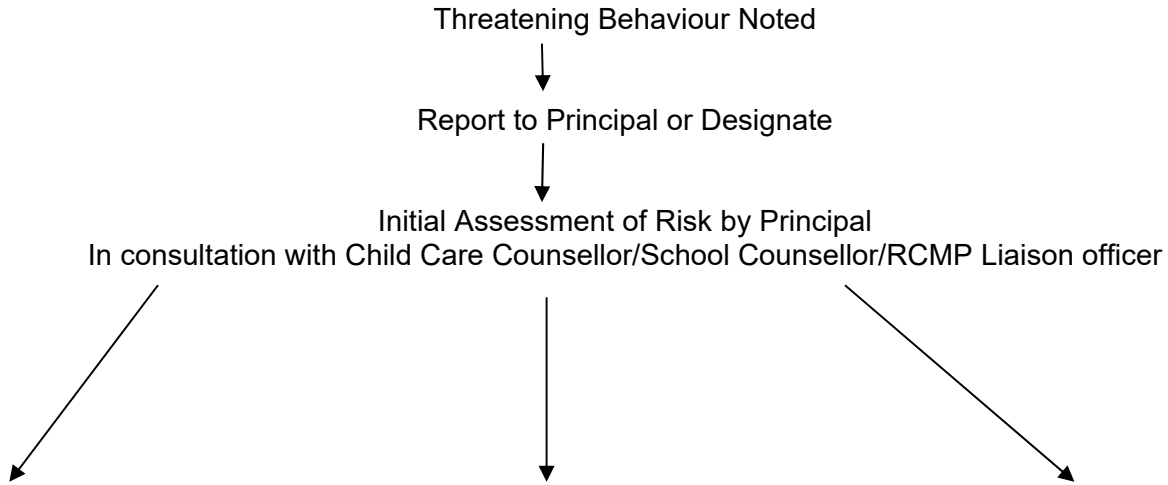 Threatening Behaviour Noted
Report to Principal or Designate
Initial Assessment of Risk by Principal
In consultation with Child Care Counsellor/School Counsellor/RCMP Liaison officer